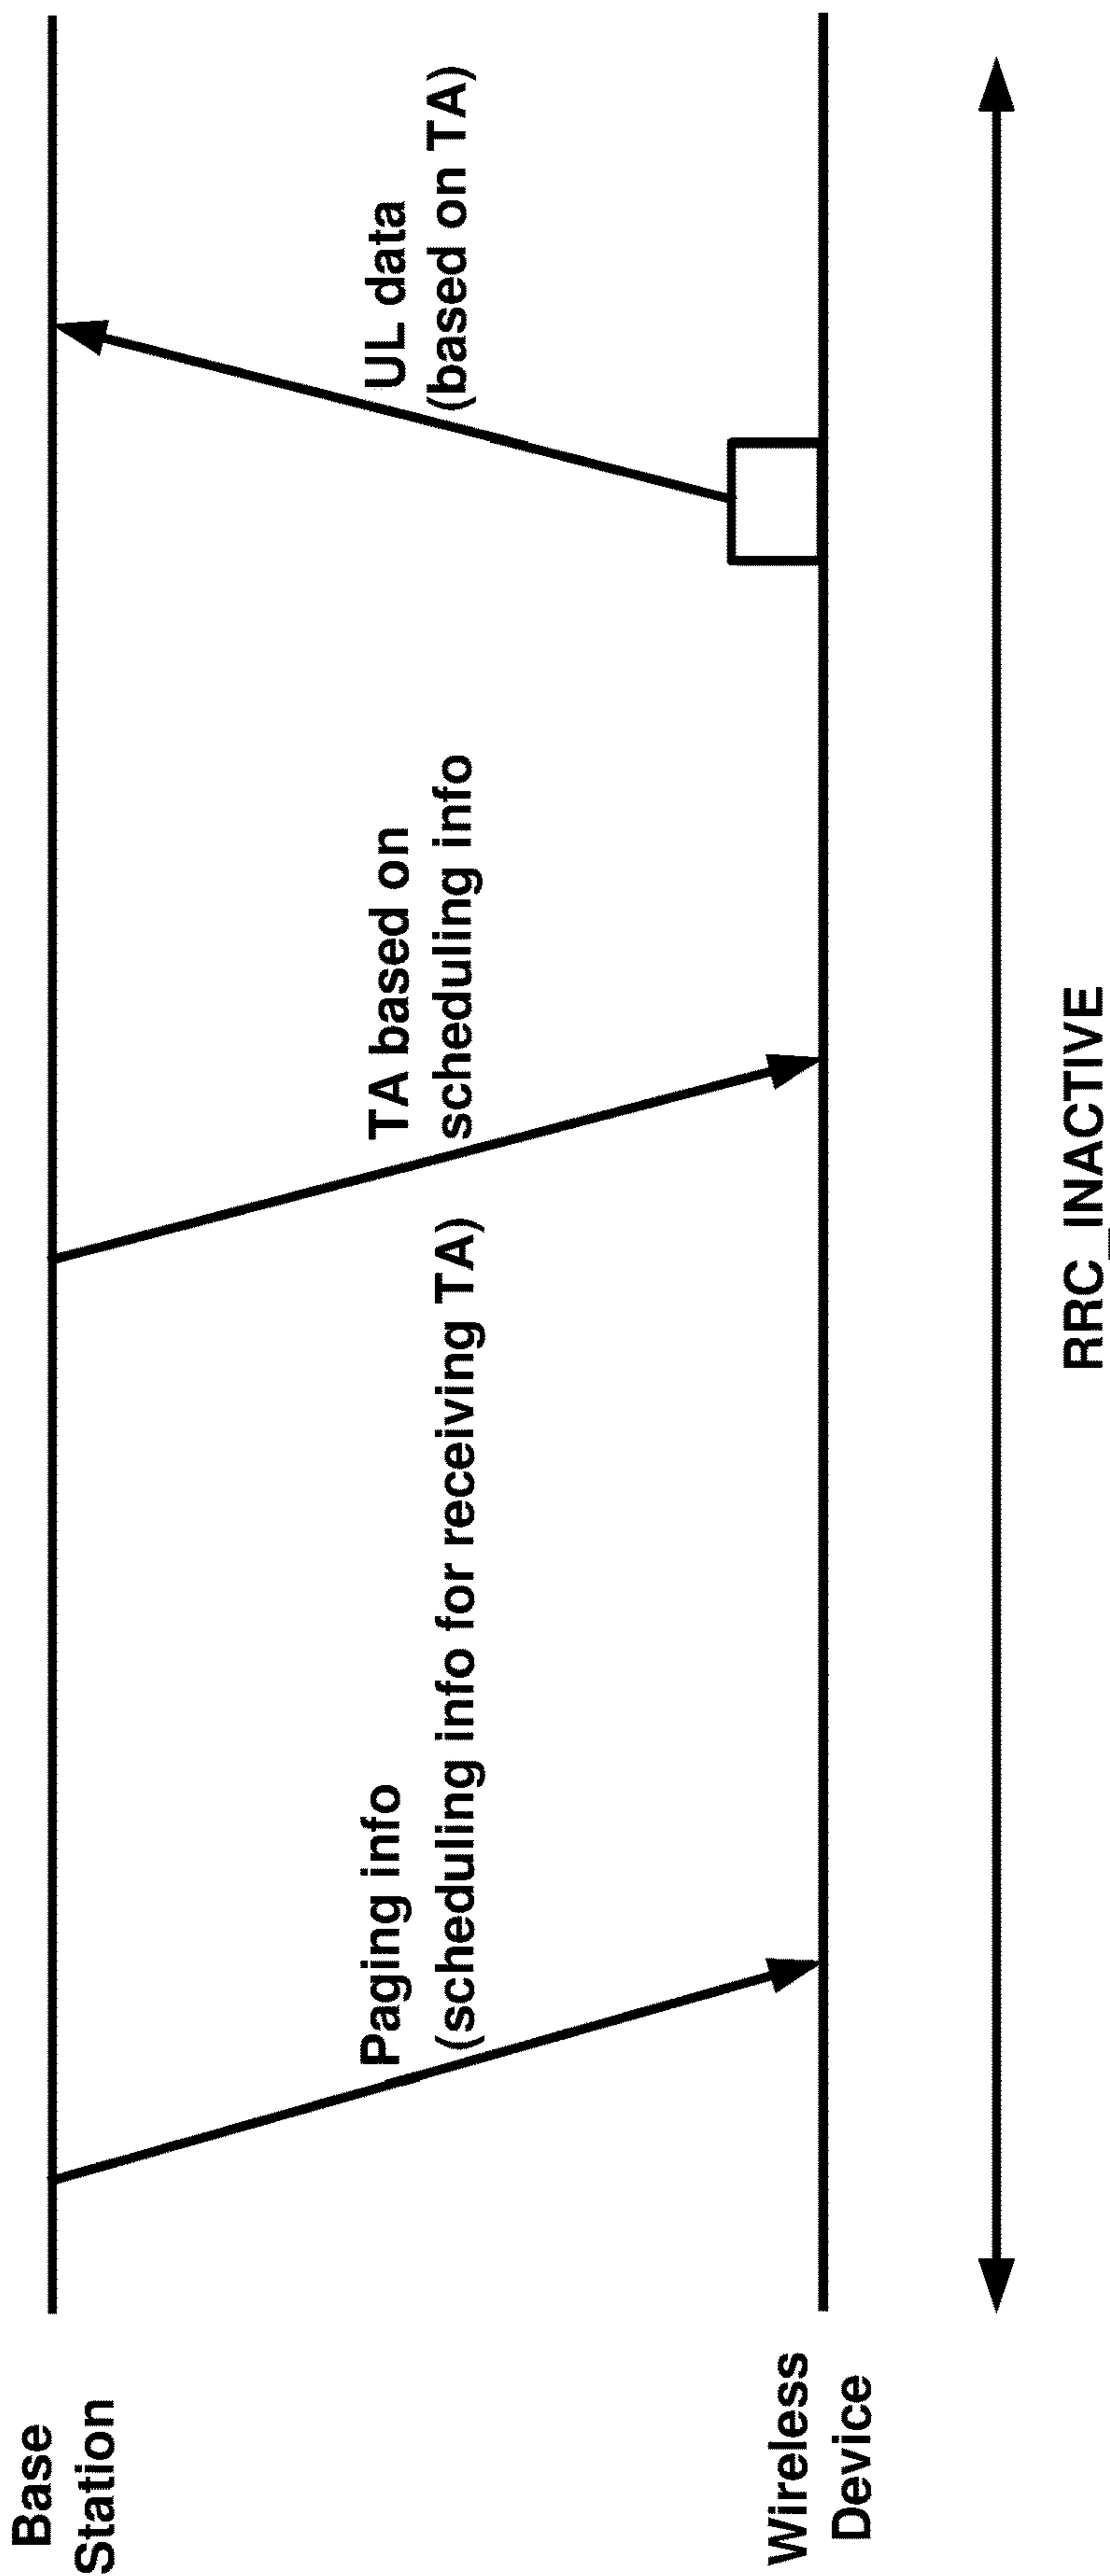 Base
Station
Paging info
(scheduling info for receiving TA)
TA based on
scheduling info
UL data
(based on TA)
Wireless
Device
RRC_INACTIVE